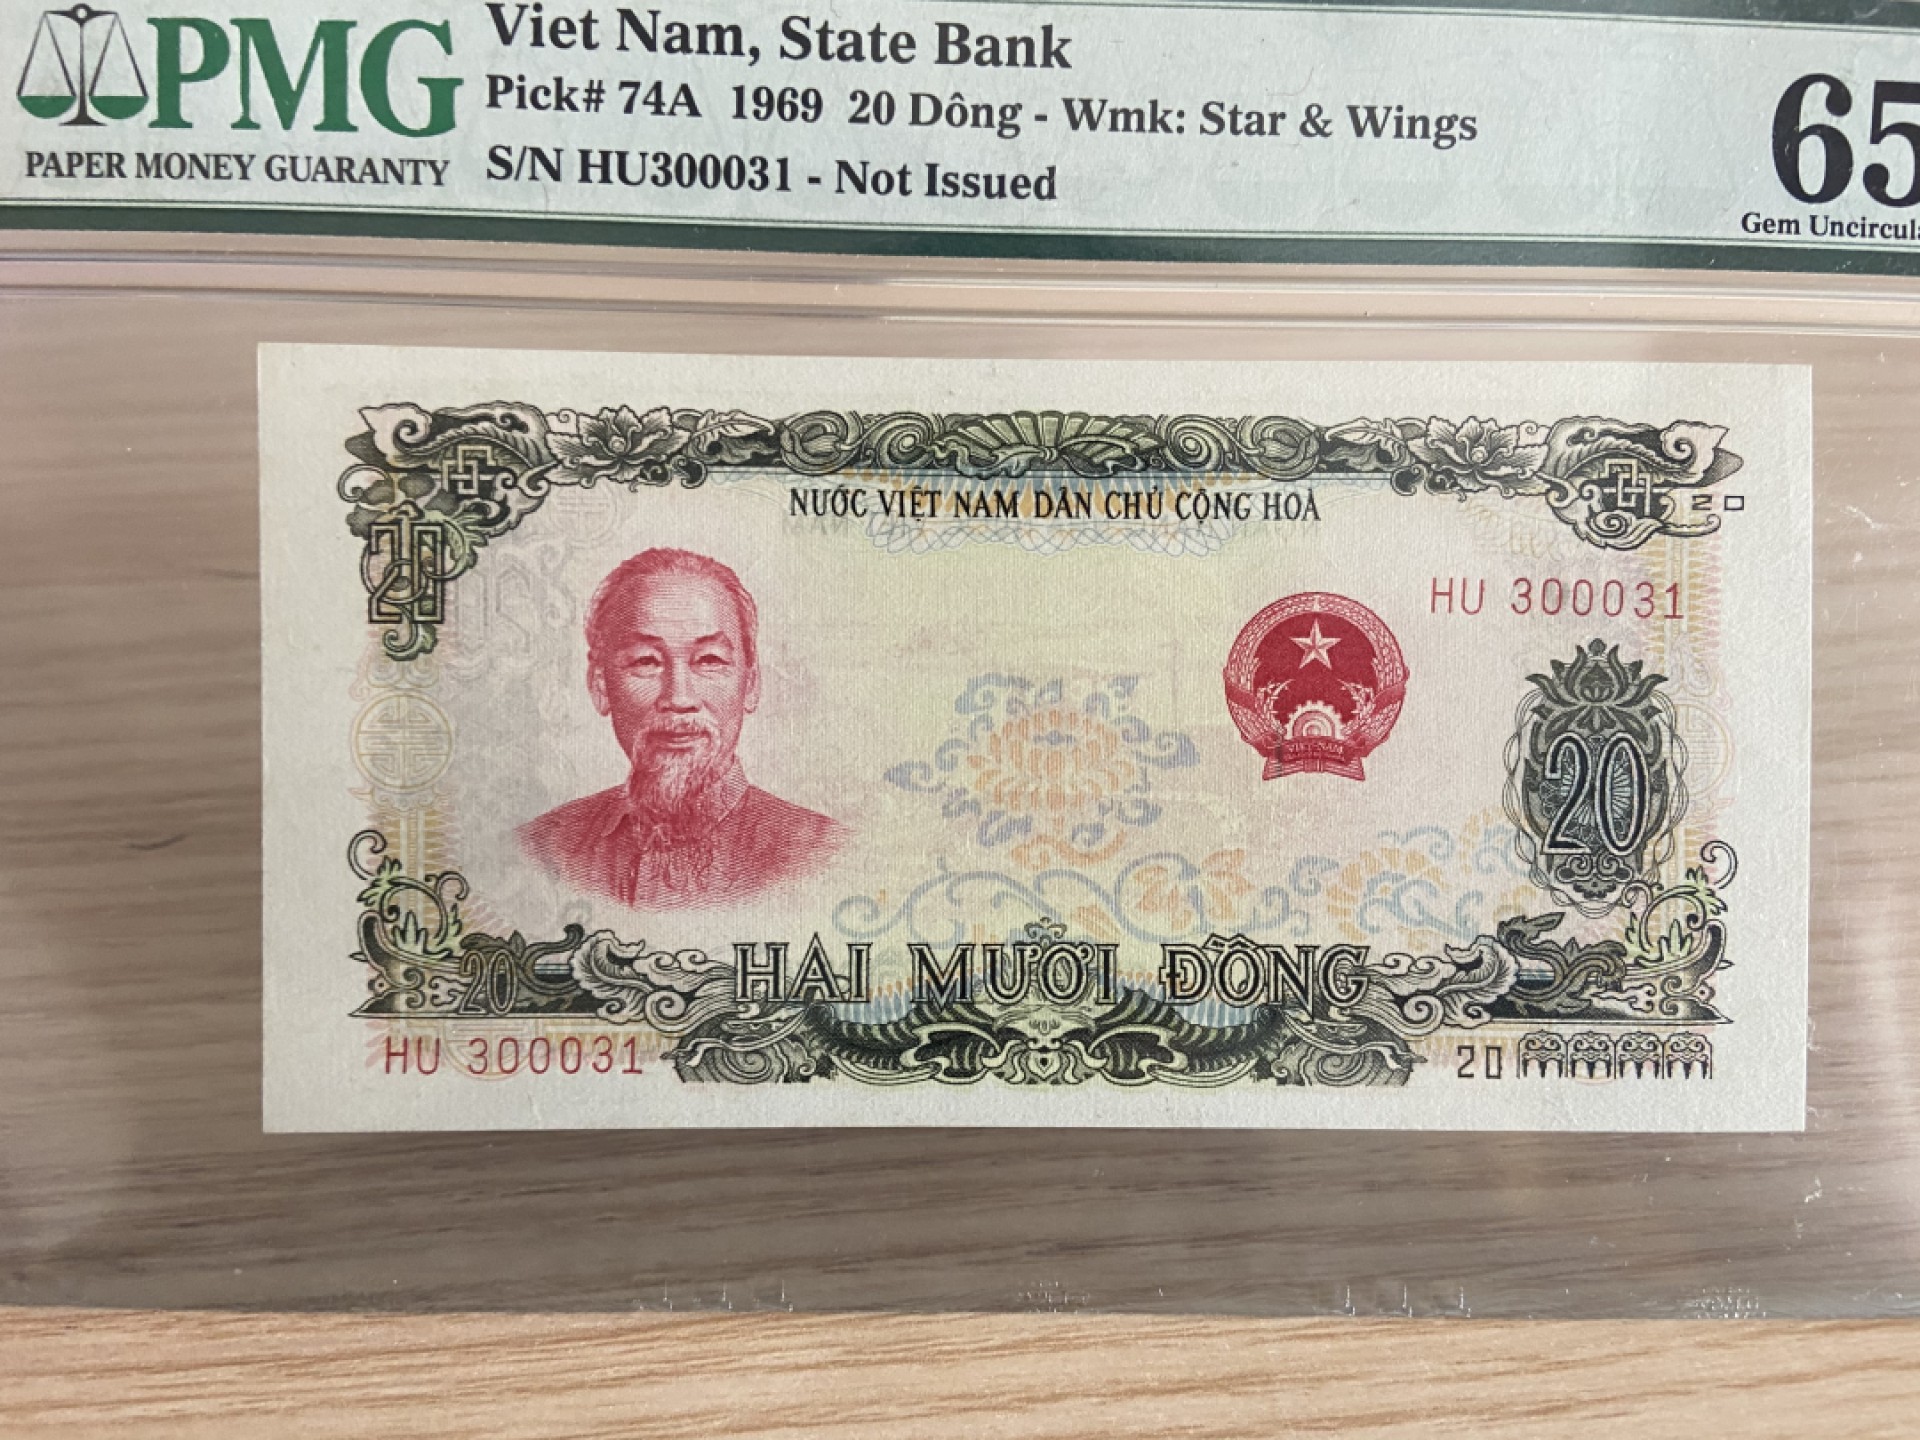 PMG
PAPER MONEY GUARANTY
Viet Nam, State Bank
Pick# 74A 1969 20 Dông - Wmk: Star & Wings
S/N HU300031 - Not Issued
65
Gem Uncircula
NƯỚC VIỆT NAM DÂN CHỦ CỘNG HOÀ
20
20
HU 300031
VIỆT-NAM
20
20
HAI MƯƠI ĐỒNG
HU 300031
20